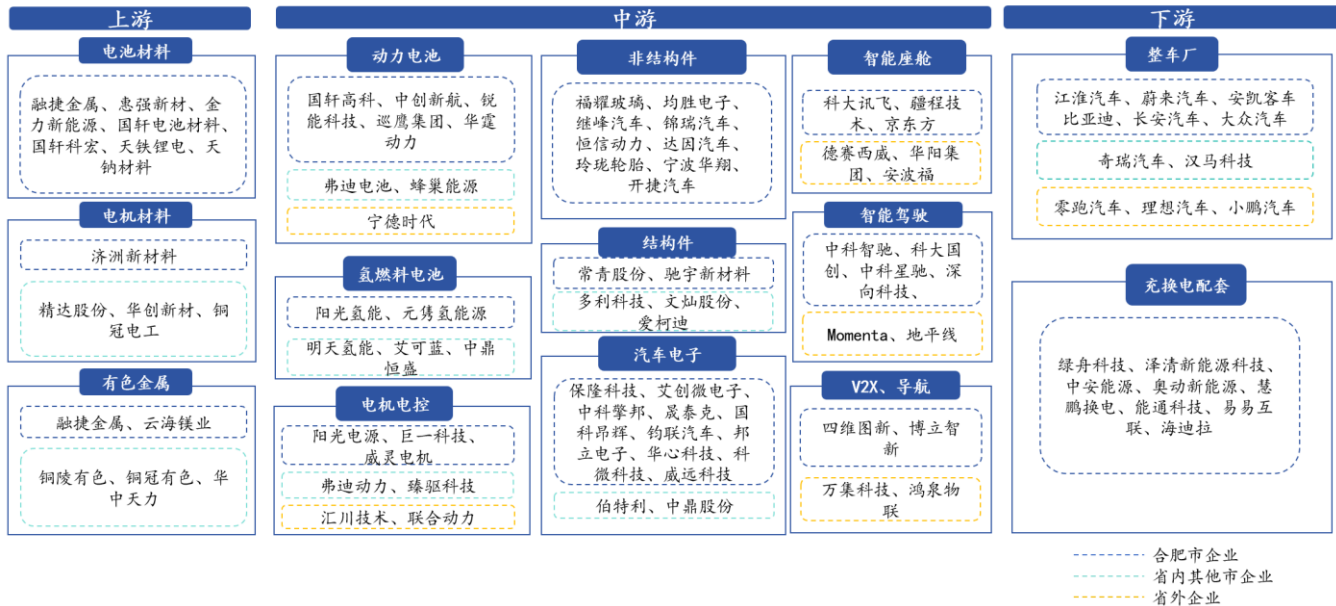 上游
电池材料
融捷金属、惠强新材、金
力新能源、国轩电池材料、
国轩科宏、天铁锂电、天
钠材料
电机材料
济洲新材料
精达股份、华创新材、铜
冠电工
有色金属
融捷金属、云海镁业
铜陵有色、铜冠有色、华
中天力
中游
动力电池
国轩高科、中创新航、锐
能科技、巡鹰集团、华霆
动力
弗迪电池、蜂巢能源
宁德时代
氢燃料电池
阳光氢能、元隽氢能源
明天氢能、艾可蓝、中鼎
恒盛
电机电控
阳光电源、巨一科技、
威灵电机
弗迪动力、臻驱科技
汇川技术、联合动力
非结构件
福耀玻璃、均胜电子、
继峰汽车、锦瑞汽车、
恒信动力、达因汽车、
玲珑轮胎、宁波华翔、
开捷汽车
结构件
常青股份、驰宇新材料
多利科技、文灿股份、
爱柯迪
汽车电子
保隆科技、艾创微电子、
中科擎邦、晟泰克、国
科昂辉、钧联汽车、邦
立电子、华心科技、科
微科技、威远科技
伯特利、中鼎股份
智能座舱
科大讯飞、疆程技
术、京东方
德赛西威、华阳集
团、安波福
智能驾驶
中科智驰、科大国
创、中科星驰、深
向科技、
Momenta、地平线
V2X、导航
四维图新、博立智
新
万集科技、鸿泉物
联
下游
整车厂
江淮汽车、蔚来汽车、安凯客车
比亚迪、长安汽车、大众汽车
奇瑞汽车、汉马科技
零跑汽车、理想汽车、小鹏汽车
充换电配套
绿舟科技、泽清新能源科技、
中安能源、奥动新能源、慧
鹏换电、能通科技、易易互
联、海迪拉
合肥市企业
省内其他市企业
省外企业